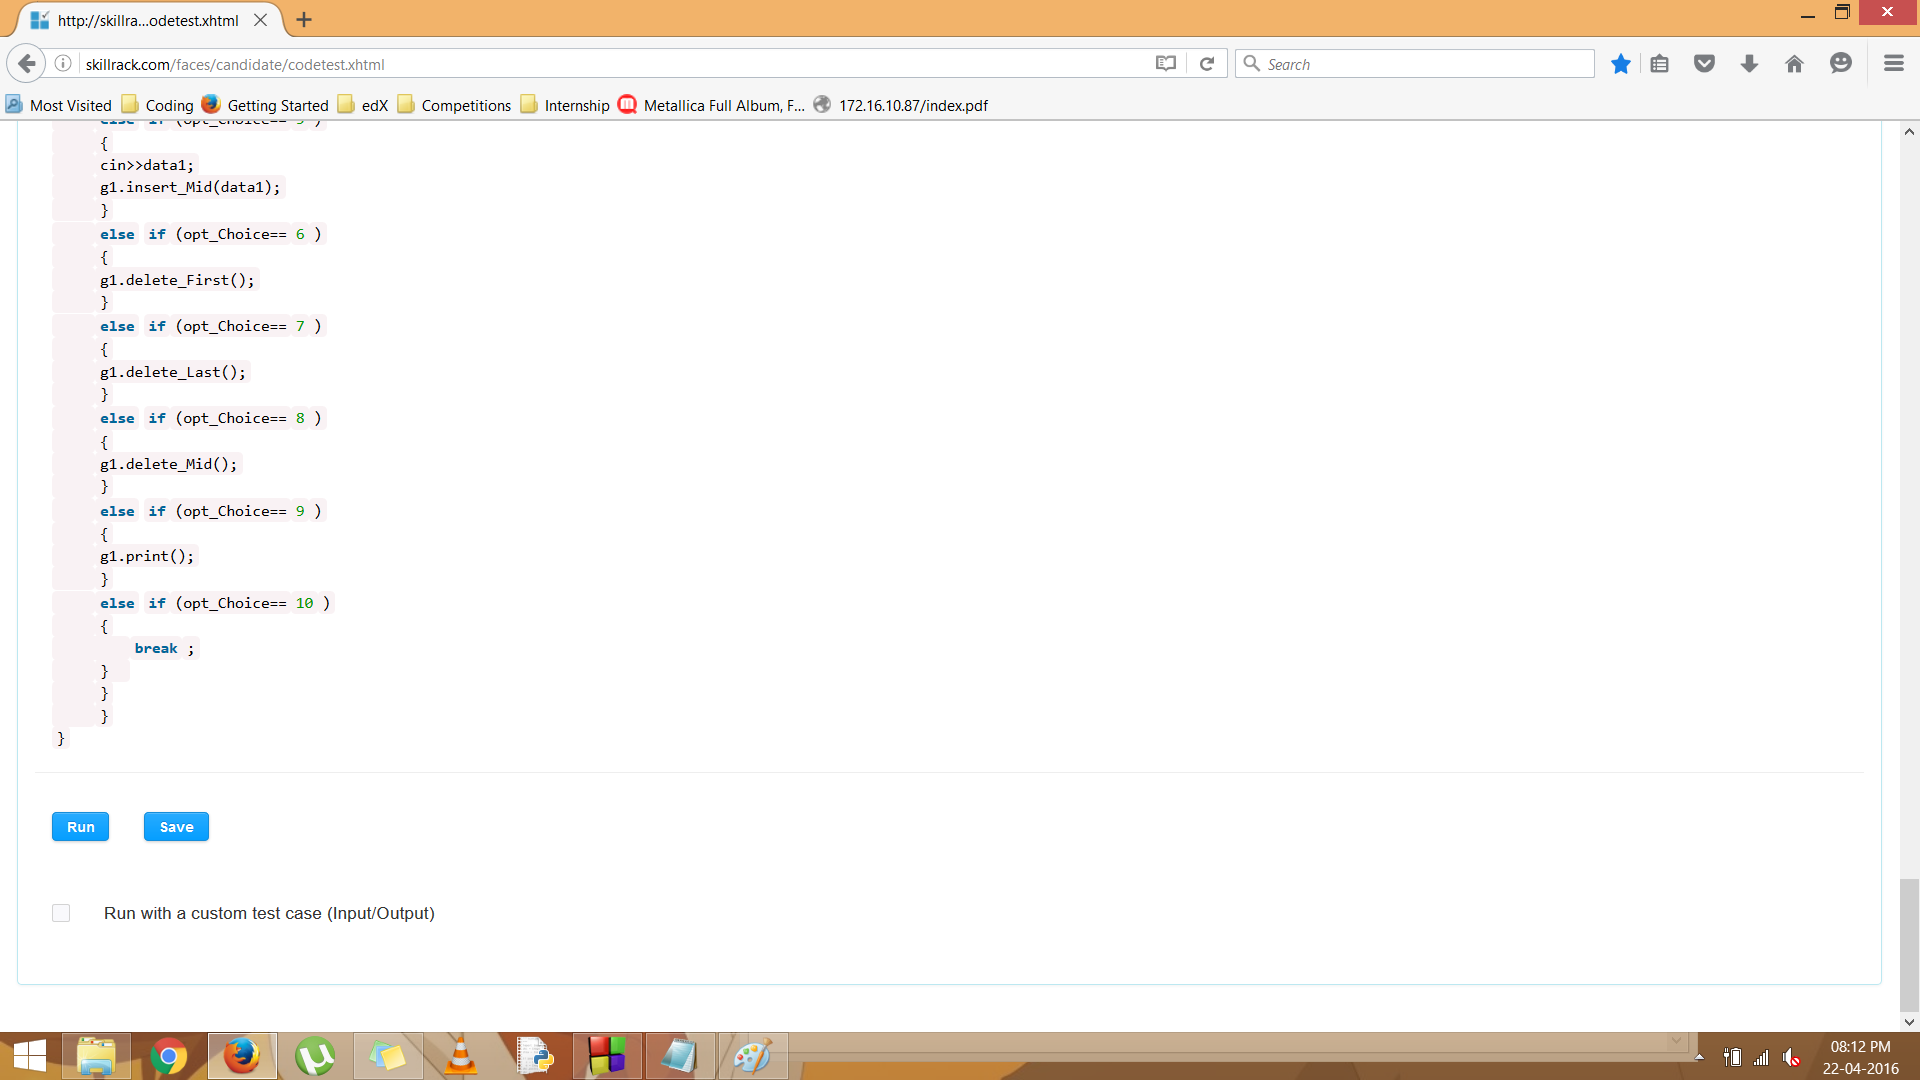 http://skillra...odetest.xhtml
skillrack.com/faces/candidate/codetest.xhtml
Search
Most Visited Coding Getting Started edX Competitions Internship Metallica Full Album, F... 172.16.10.87/index.pdf
else if (opt_Choice== 5 )
{
cin>>data1;
g1.insert_Mid(data1);
}
else if (opt_Choice== 6 )
{
g1.delete_First();
}
else if (opt_Choice== 7 )
{
g1.delete_Last();
}
else if (opt_Choice== 8 )
{
g1.delete_Mid();
}
else if (opt_Choice== 9 )
{
g1.print();
}
else if (opt_Choice== 10 )
{
break ;
}
}
}
}
Run Save
Run with a custom test case (Input/Output)
08:12 PM
22-04-2016